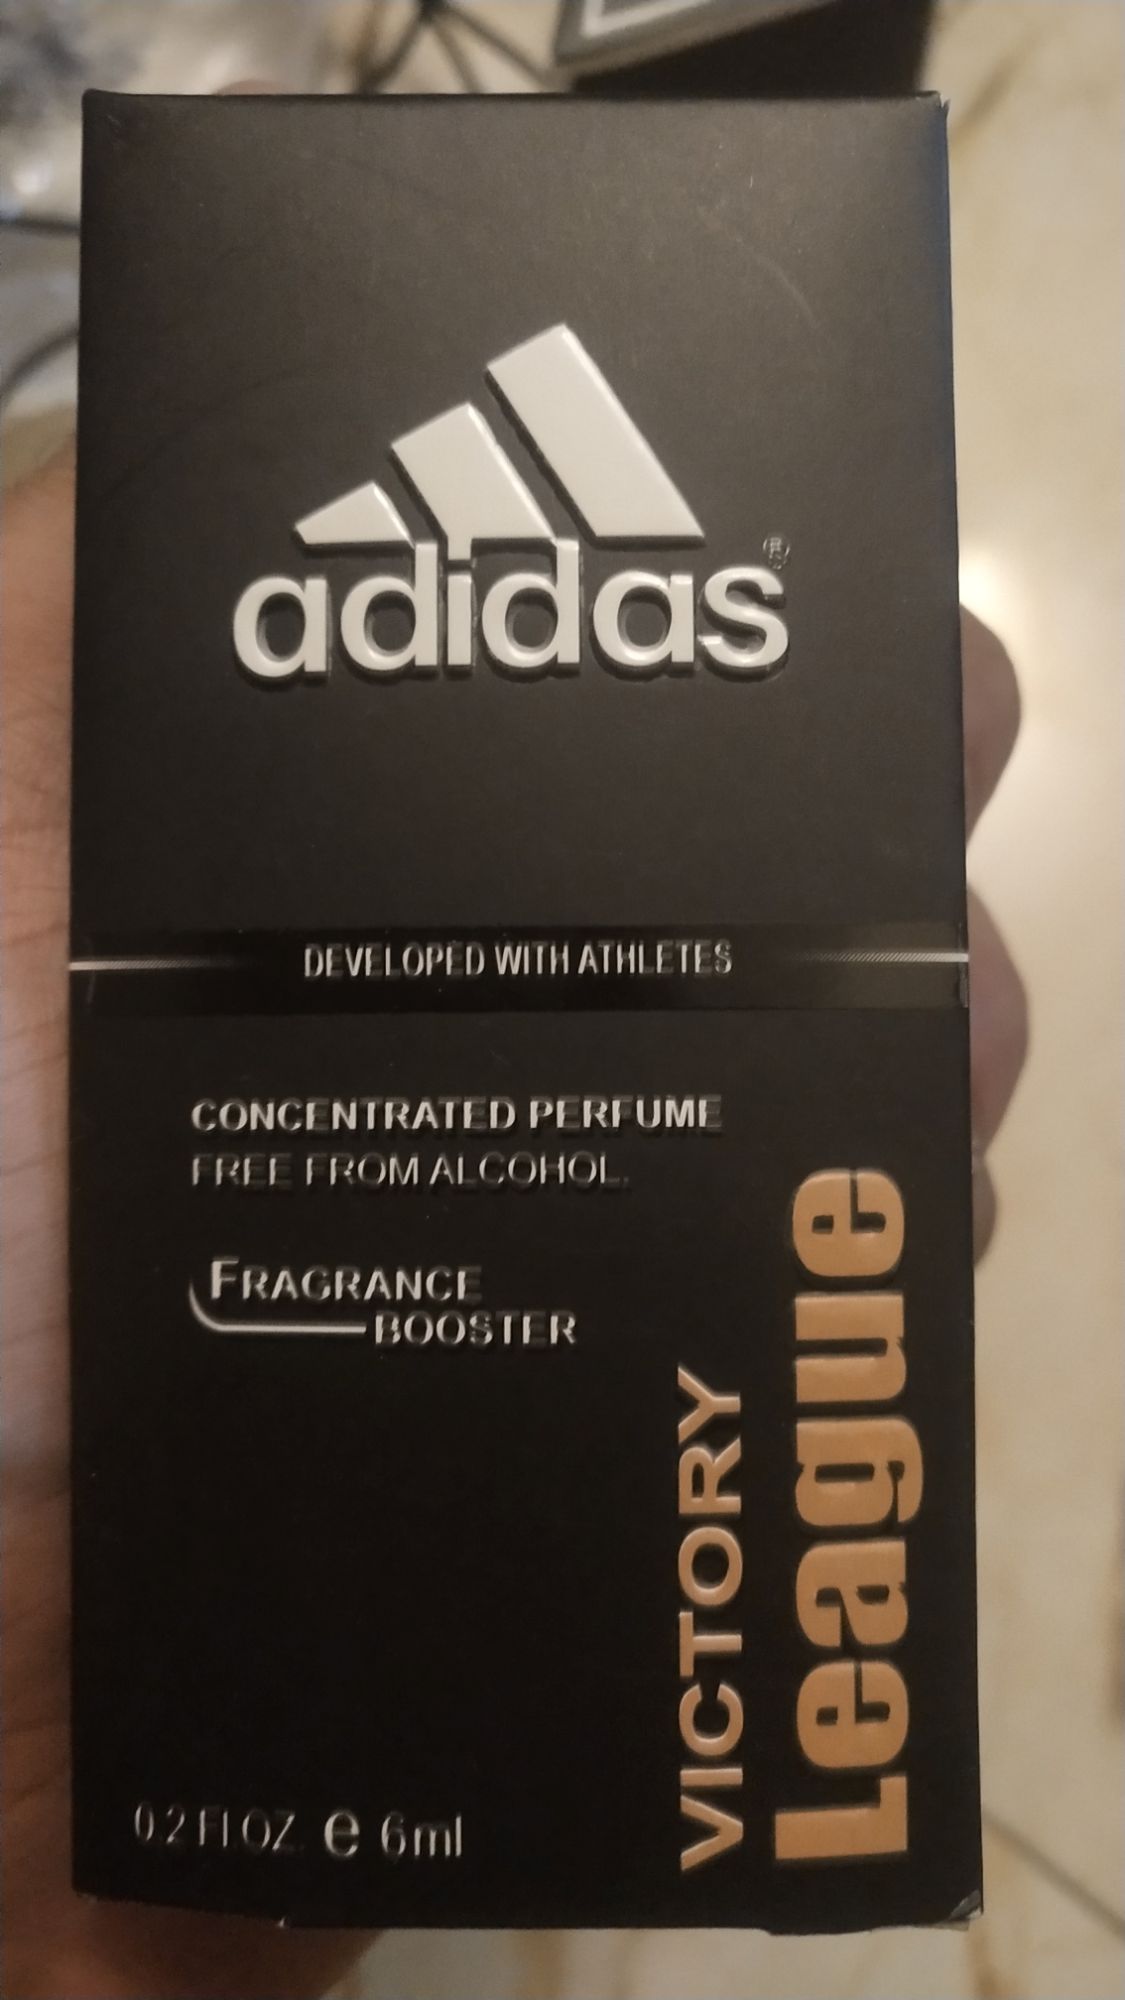 adidas®
DEVELOPED WITH ATHLETES
CONCENTRATED PERFUME
FREE FROM ALCOHOL.
FRAGRANCE
BOOSTER
VICTORY
League
0.2 Fl OZ. e 6ml